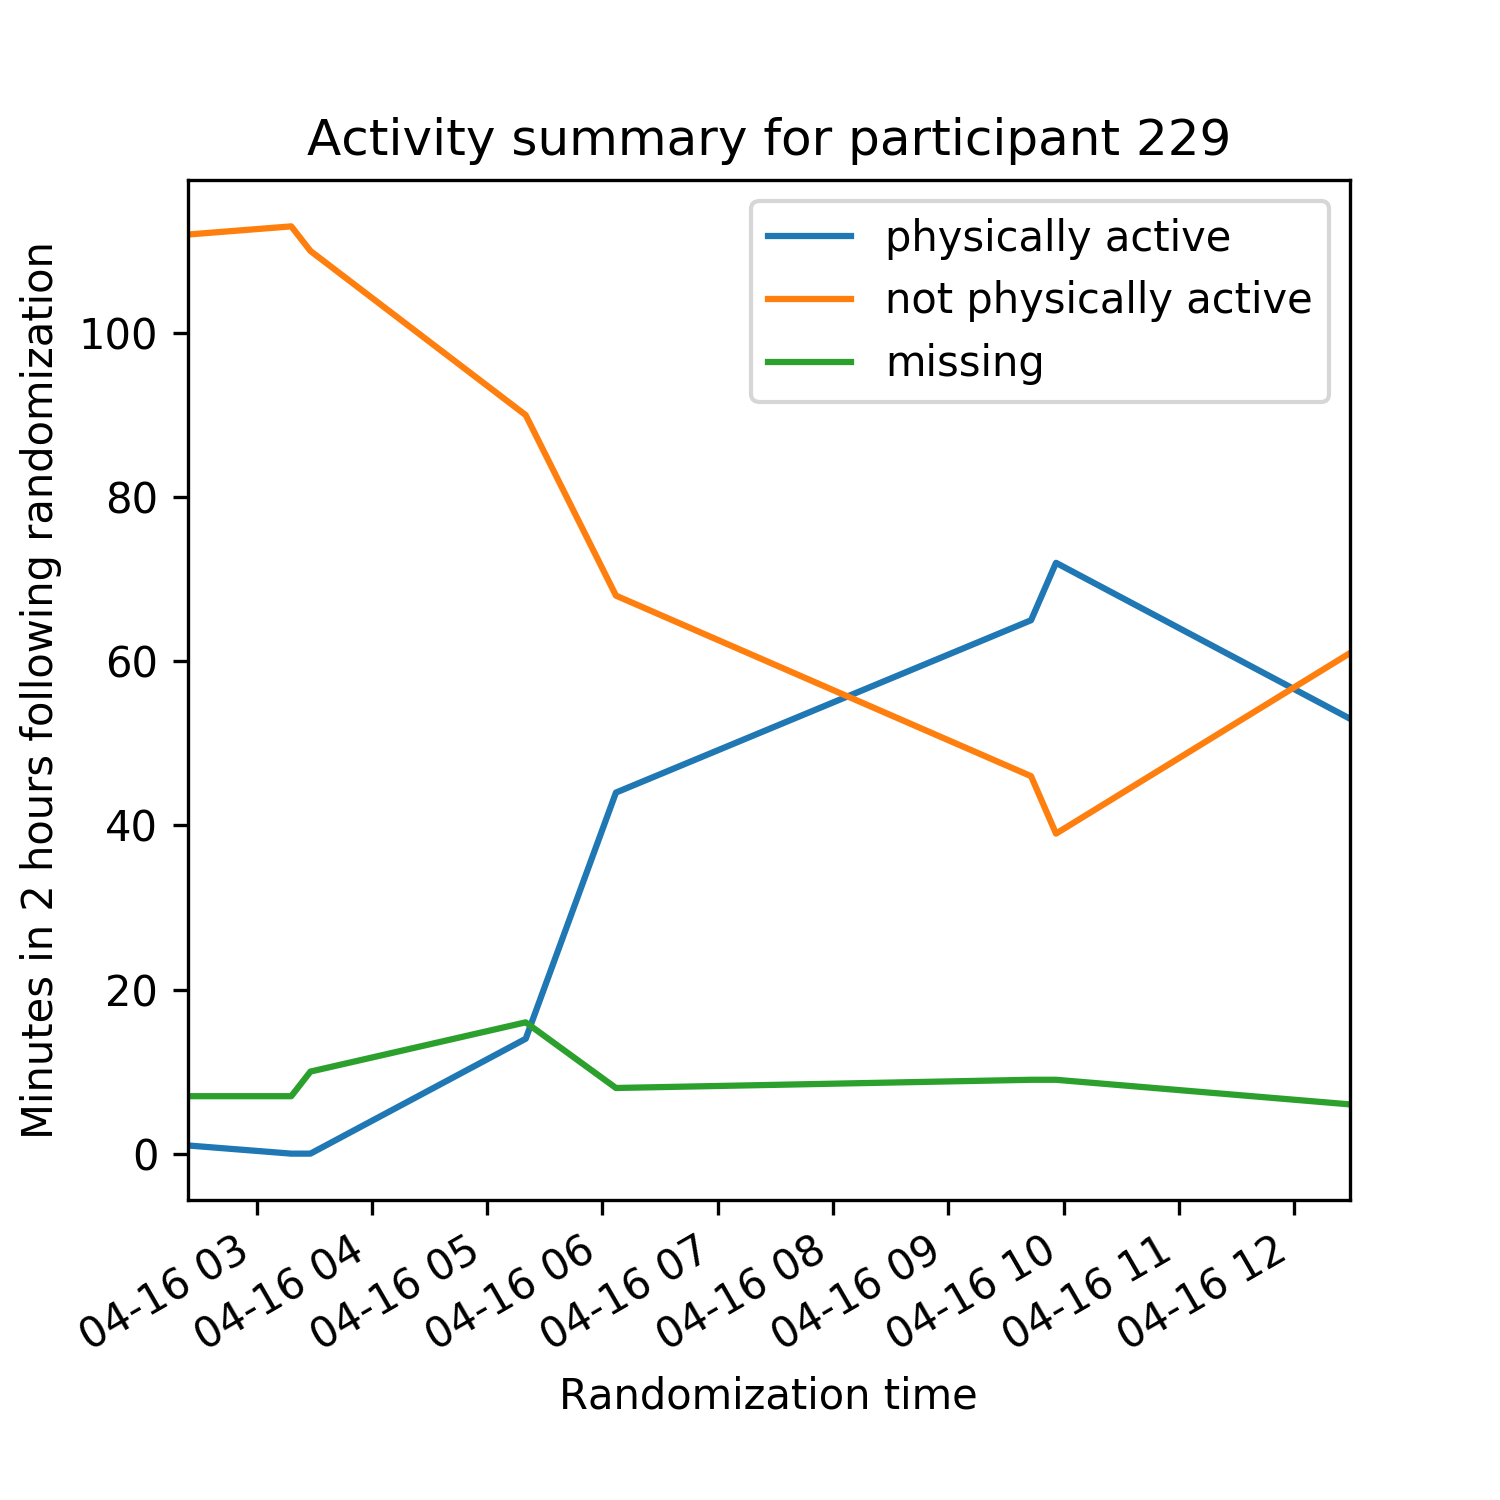 Activity summary for participant 229
physically active
not physically active
missing
Minutes in 2 hours following randomization
100
80
60
40
20
0
04-16 03
04-16 04
04-16 05
04-16 06
04-16 07
04-16 08
04-16 09
04-16 10
04-16 11
04-16 12
Randomization time